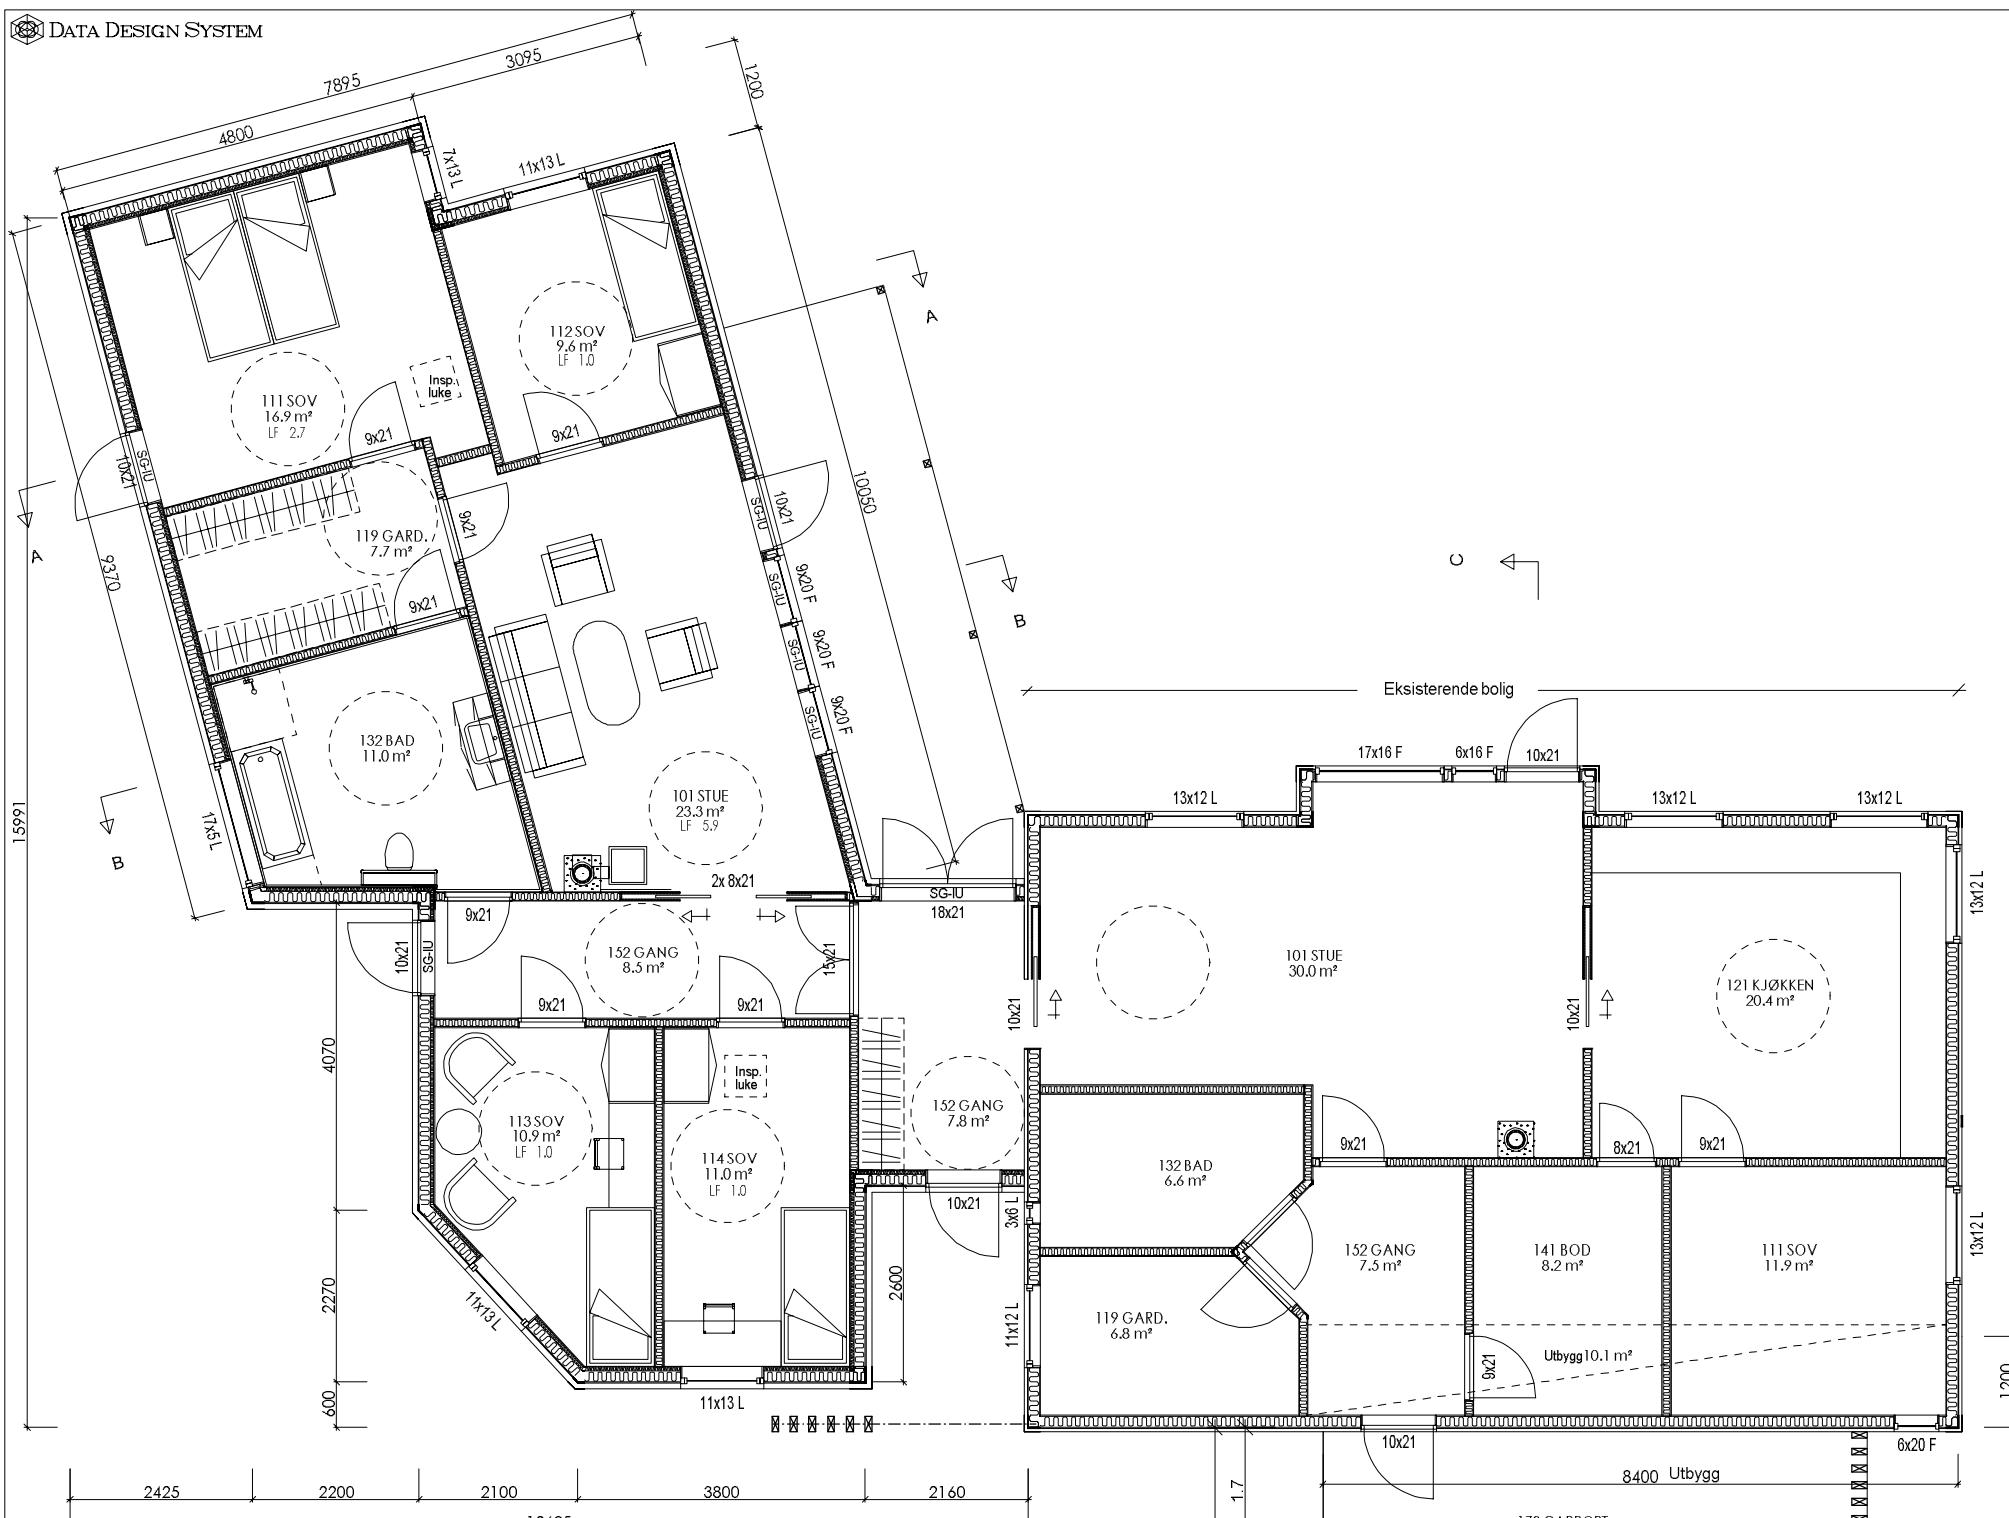 DATA DESIGN SYSTEM
7895
3095
4800
1200
7x13 L
11x13 L
112 SOV
9.6 m²
LF 1.0
A
Insp.
luke
111 SOV
16.9 m²
LF 2.7
9x21
9x21
10x21
SG-IU
119 GARD.
7.7 m²
9x21
9x21
SG-IU
10x21
10050
A
9370
SG-IU
9x20 F
SG-IU
9x20 F
SG-IU
9x20 F
B
C
Eksisterende bolig
132 BAD
11.0 m²
17x5 L
15991
B
101 STUE
23.3 m²
LF 5.9
17x16 F
6x16 F
10x21
13x12 L
13x12 L
13x12 L
2x 8x21
SG-IU
18x21
9x21
10x21
SG-IU
152 GANG
8.5 m²
15x21
9x21
9x21
13x12 L
101 STUE
30.0 m²
121 KJØKKEN
20.4 m²
10x21
10x21
4070
Insp.
luke
113 SOV
10.9 m²
LF 1.0
114 SOV
11.0 m²
LF 1.0
152 GANG
7.8 m²
9x21
8x21
9x21
132 BAD
6.6 m²
10x21
3x6 L
13x12 L
152 GANG
7.5 m²
141 BOD
8.2 m²
111 SOV
11.9 m²
2270
2600
11x13 L
11x12 L
119 GARD.
6.8 m²
Utbygg 10.1 m²
9x21
1200
600
11x13 L
10x21
6x20 F
8400 Utbygg
2425
2200
2100
3800
2160
1.7